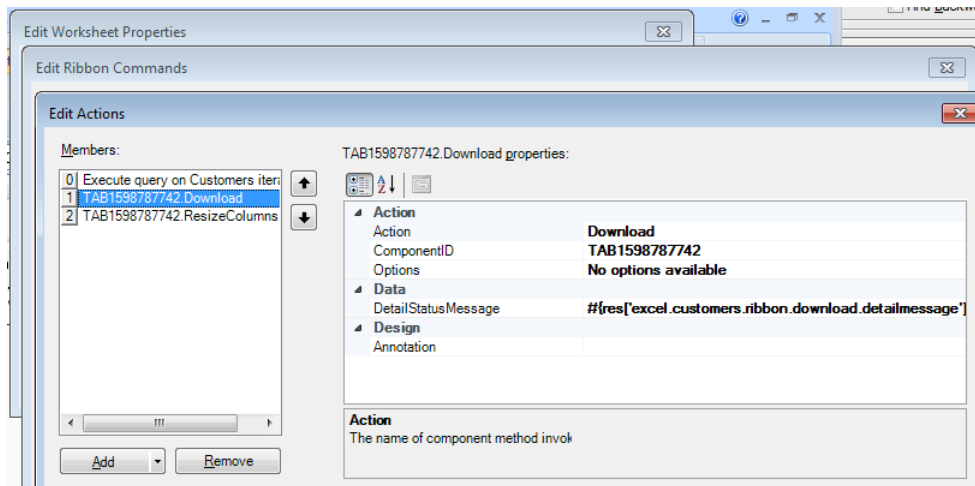 Edit Worksheet Properties
Edit Ribbon Commands
Edit Actions
Members:
TAB1598787742.Download properties:
0 Execute query on Customers itera
1 TAB1598787742.Download
2 TAB1598787742.ResizeColumns
Action
Action Download
ComponentID TAB1598787742
Options No options available
Data
DetailStatusMessage #{res['excel.customers.ribbon.download.detailmessage']
Design
Annotation
Action
The name of component method invok
Add
Remove